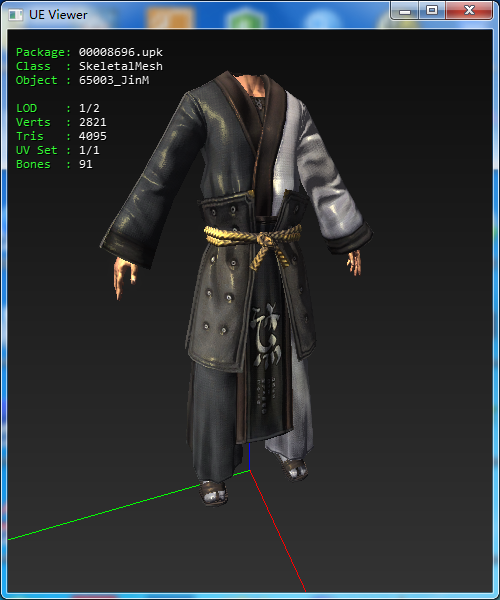 UE Viewer
Package: 00008696.upk
Class : SkeletalMesh
Object : 65003_JinM
LOD : 1/2
Verts : 2821
Tris : 4095
UV Set : 1/1
Bones : 91